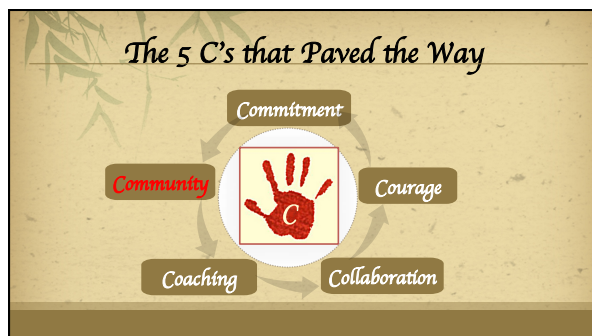 The 5 C's that Paved the Way
Commitment
Community
Courage
C
Coaching
Collaboration